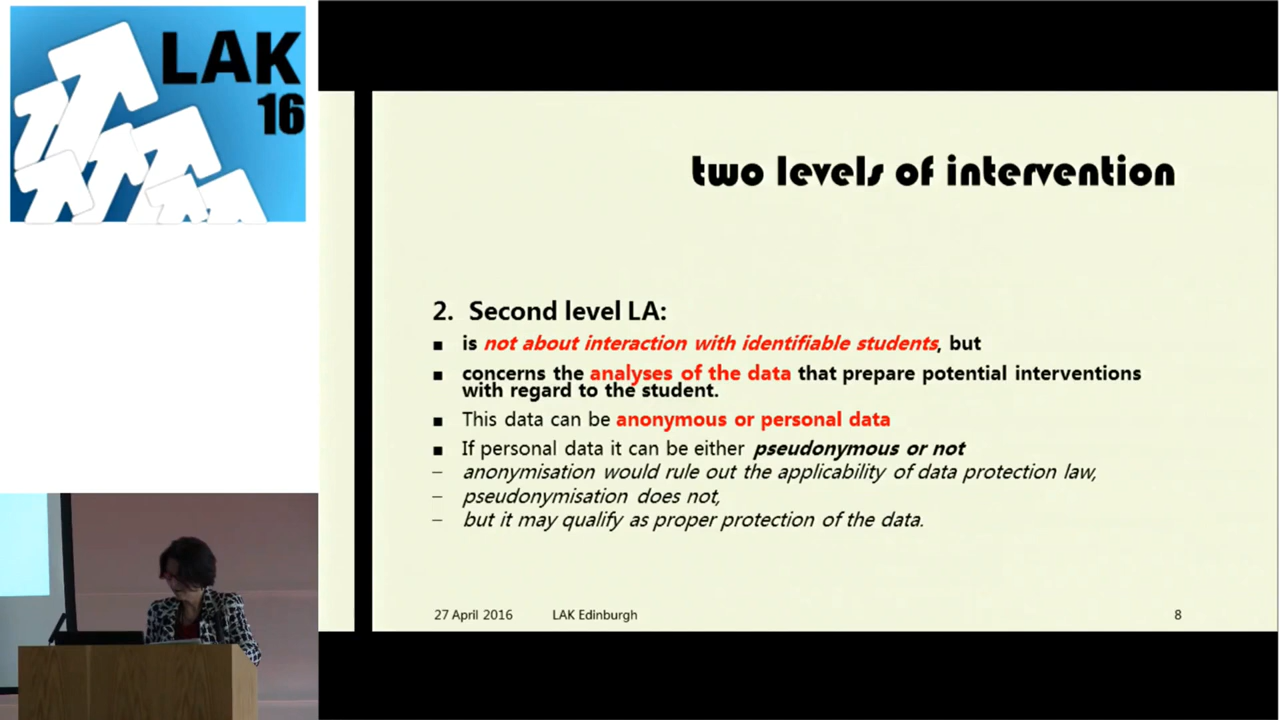 LAK
16
two levels of intervention
2. Second level LA:
■ is not about interaction with identifiable students, but
■ concerns the analyses of the data that prepare potential interventions
with regard to the student.
■ This data can be anonymous or personal data
■ If personal data it can be either pseudonymous or not
– anonymisation would rule out the applicability of data protection law,
– pseudonymisation does not,
– but it may qualify as proper protection of the data.
27 April 2016 LAK Edinburgh 8